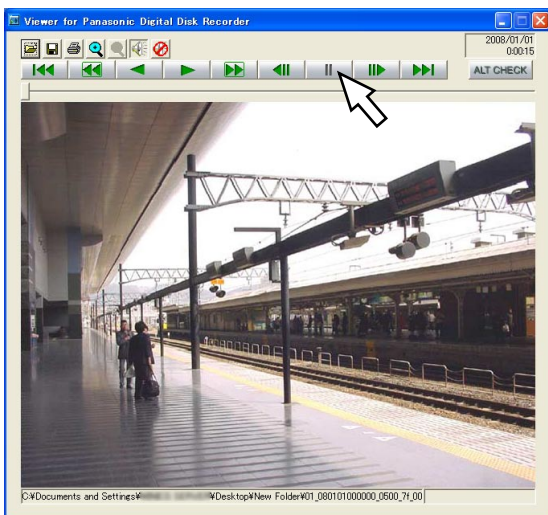 Viewer for Panasonic Digital Disk Recorder
2008/01/01
0:00:15
ALT CHECK
C:¥Documents and Settings¥ ¥Desktop¥New Folder¥01_080101000000_0500_7f_00